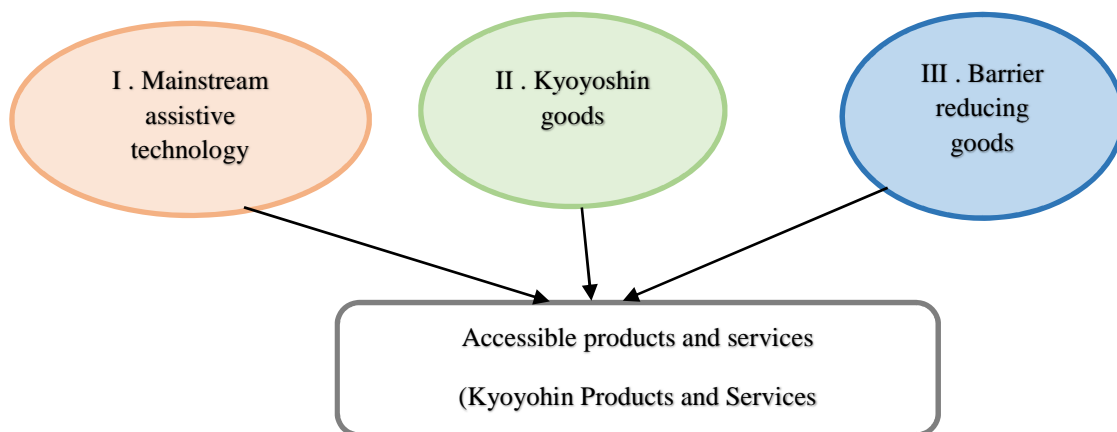 I . Mainstream
assistive
technology
II . Kyoyoshin
goods
III . Barrier
reducing
goods
Accessible products and services
(Kyoyohin Products and Services